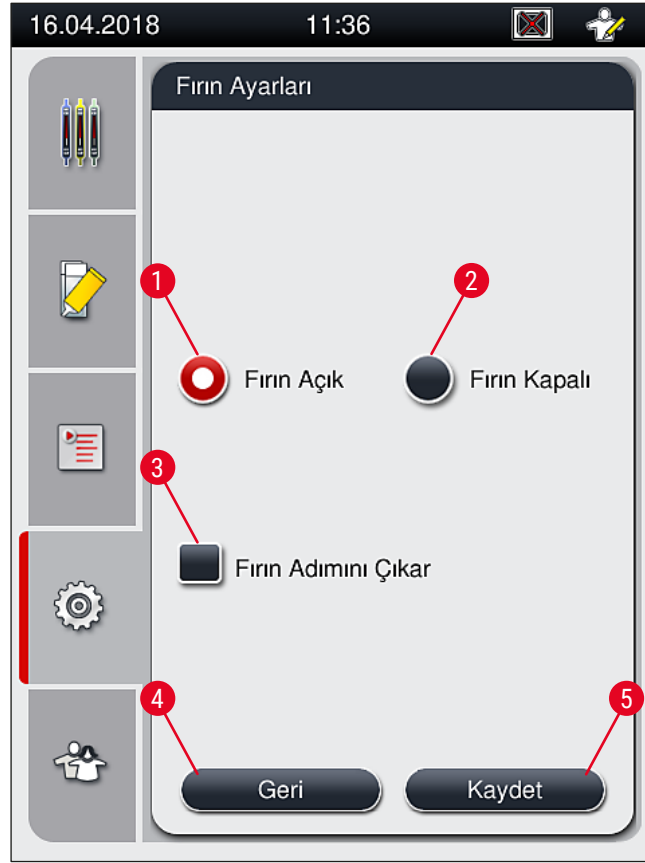 16.04.2018 11:36
Fırın Ayarları
1 2
Fırın Açık Fırın Kapalı
3
Fırın Adımını Çıkar
4 5
Geri Kaydet